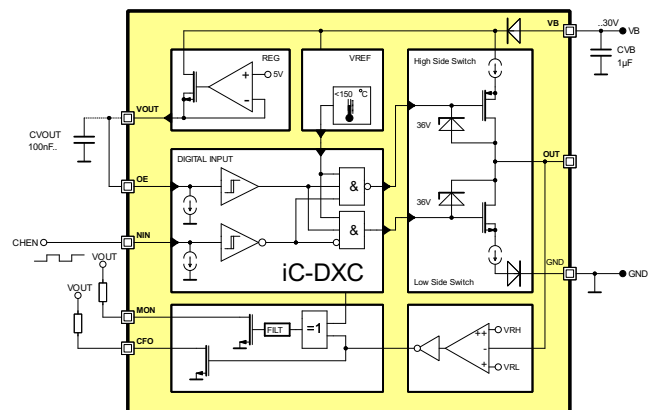 VB
..30V
VB
CVB
1µF
REG
5V
+
-
VREF
<150 °C
High Side Switch
36V
VOUT
CVOUT
100nF..
DIGITAL INPUT
OE
&
&
OUT
36V
CHEN
NIN
iC-DXC
GND
GND
Low Side Switch
VOUT
VOUT
MON
FILT
=1
CFO
++
-
+
VRH
VRL